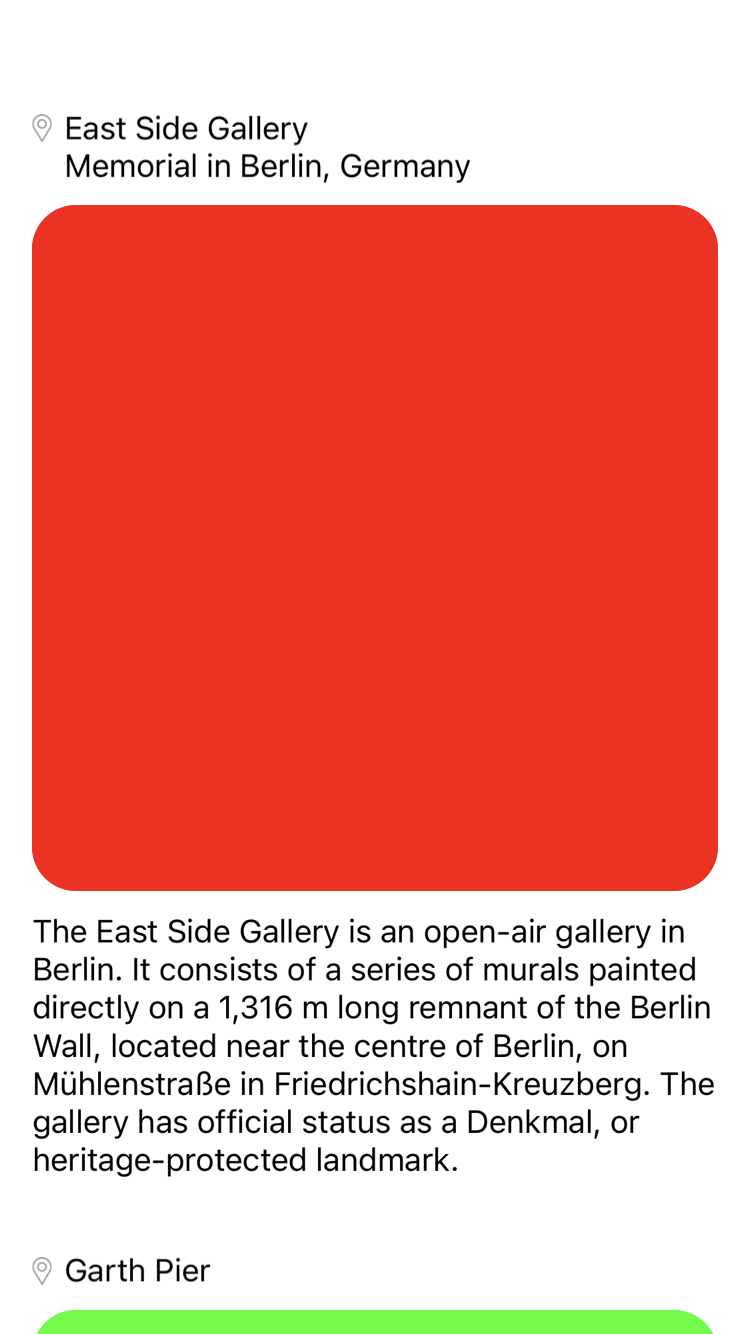 East Side Gallery
Memorial in Berlin, Germany
The East Side Gallery is an open-air gallery in
Berlin. It consists of a series of murals painted
directly on a 1,316 m long remnant of the Berlin
Wall, located near the centre of Berlin, on
Mühlenstraße in Friedrichshain-Kreuzberg. The
gallery has official status as a Denkmal, or
heritage-protected landmark.
Garth Pier